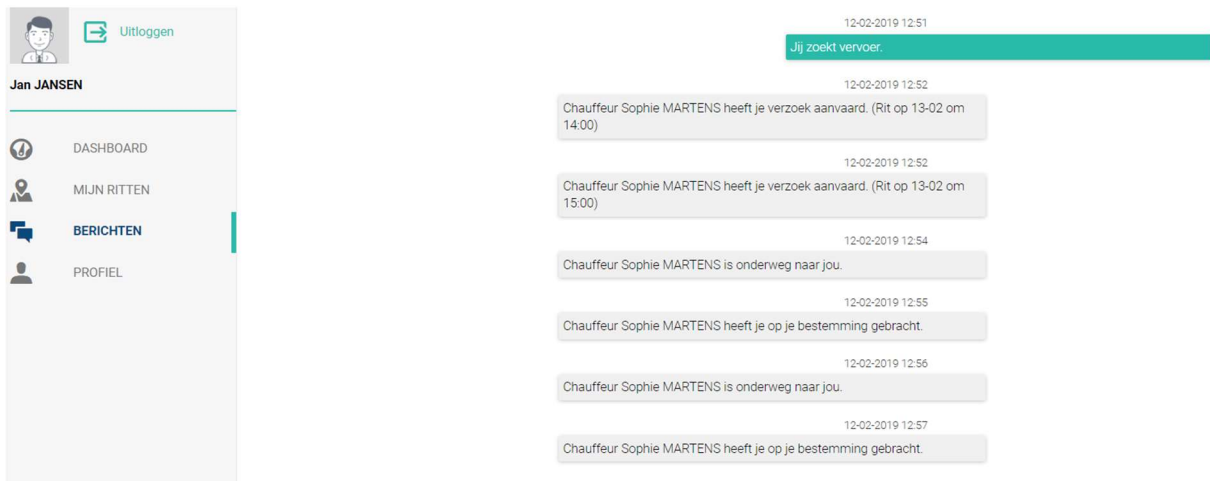 Uitloggen
Jan JANSEN
DASHBOARD
MIJN RITTEN
BERICHTEN
PROFIEL
12-02-2019 12:51
Jij zoekt vervoer.
12-02-2019 12:52
Chauffeur Sophie MARTENS heeft je verzoek aanvaard. (Rit op 13-02 om
14:00)
12-02-2019 12:52
Chauffeur Sophie MARTENS heeft je verzoek aanvaard. (Rit op 13-02 om
15:00)
12-02-2019 12:54
Chauffeur Sophie MARTENS is onderweg naar jou.
12-02-2019 12:55
Chauffeur Sophie MARTENS heeft je op je bestemming gebracht.
12-02-2019 12:56
Chauffeur Sophie MARTENS is onderweg naar jou.
12-02-2019 12:57
Chauffeur Sophie MARTENS heeft je op je bestemming gebracht.